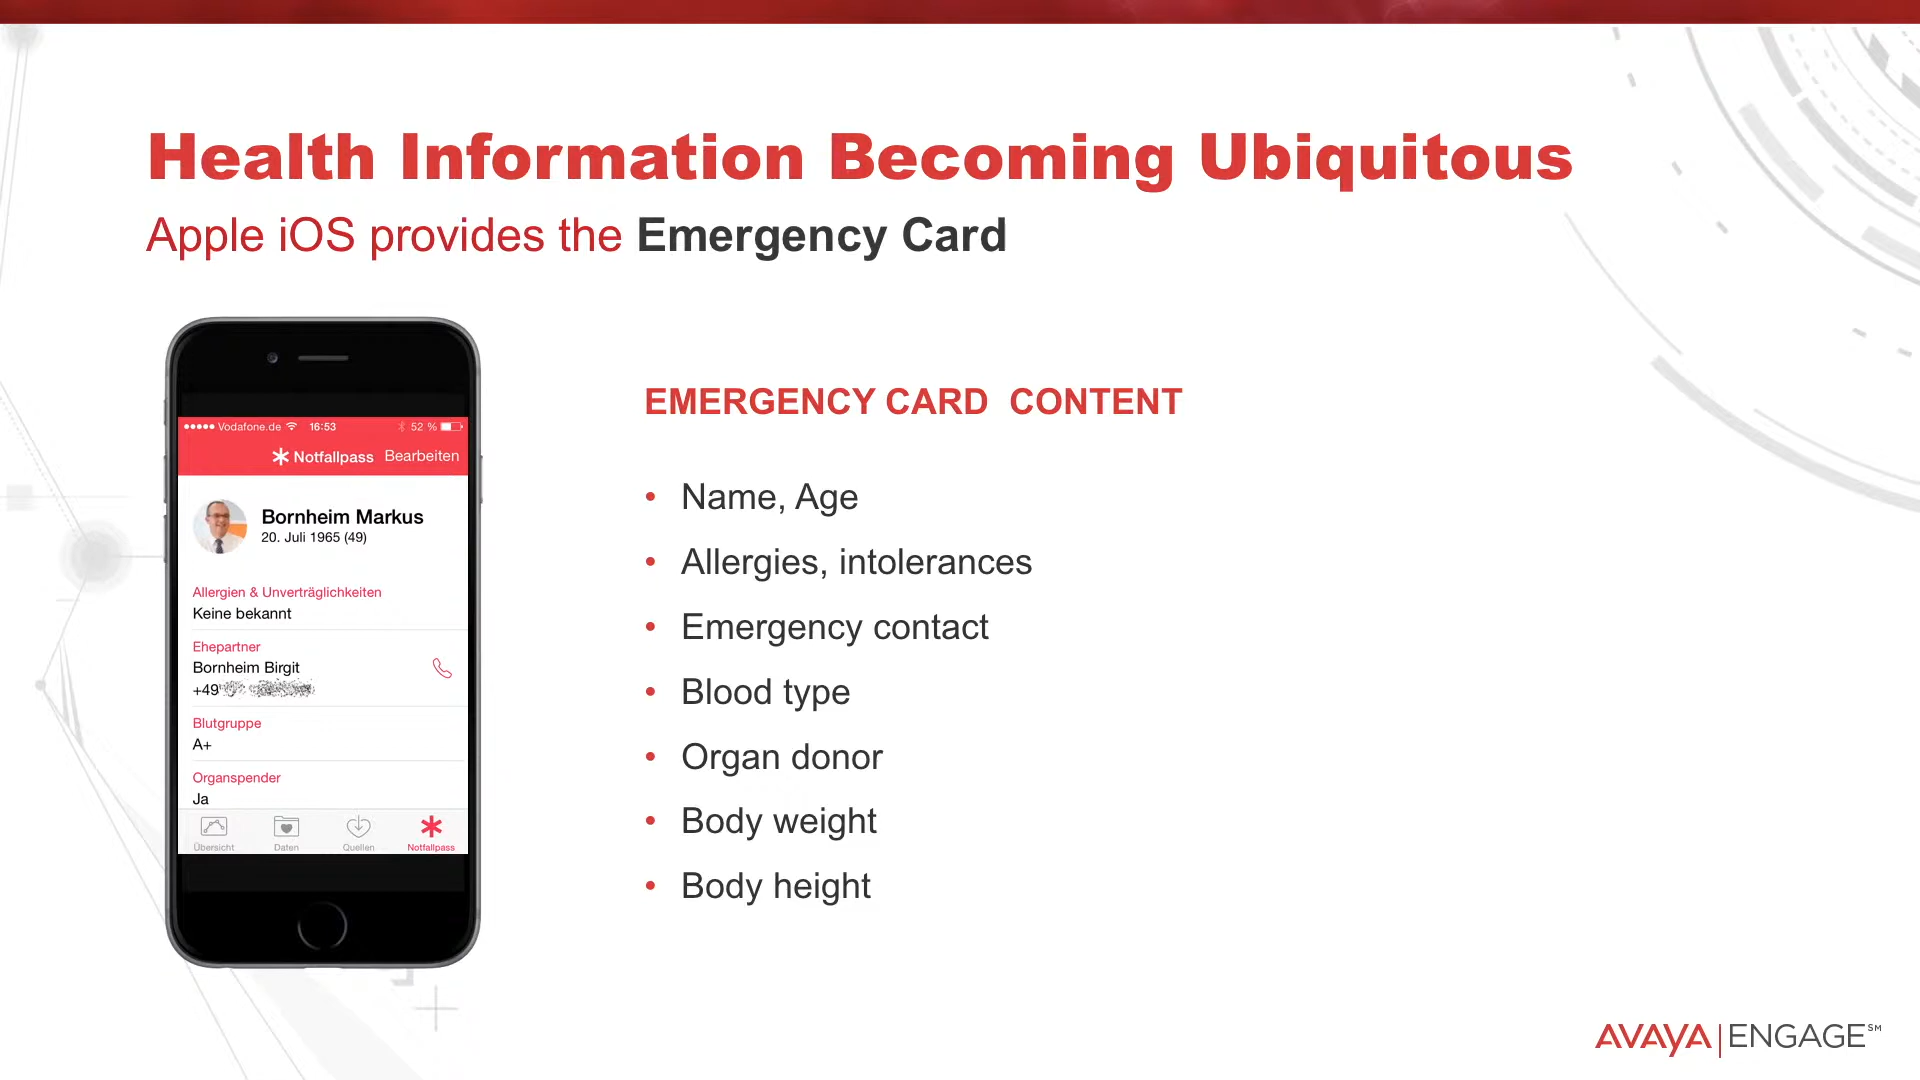 Health Information Becoming Ubiquitous
Apple iOS provides the Emergency Card
Vodafone.de 16:53 52 %
Notfallpass Bearbeiten
Bornheim Markus
20. Juli 1965 (49)
Allergien & Unverträglichkeiten
Keine bekannt
Ehepartner
Bornheim Birgit
+49
Blutgruppe
A+
Organspender
Ja
Übersicht Daten Quellen Notfallpass
EMERGENCY CARD CONTENT
• Name, Age
• Allergies, intolerances
• Emergency contact
• Blood type
• Organ donor
• Body weight
• Body height
AVAYA | ENGAGE℠